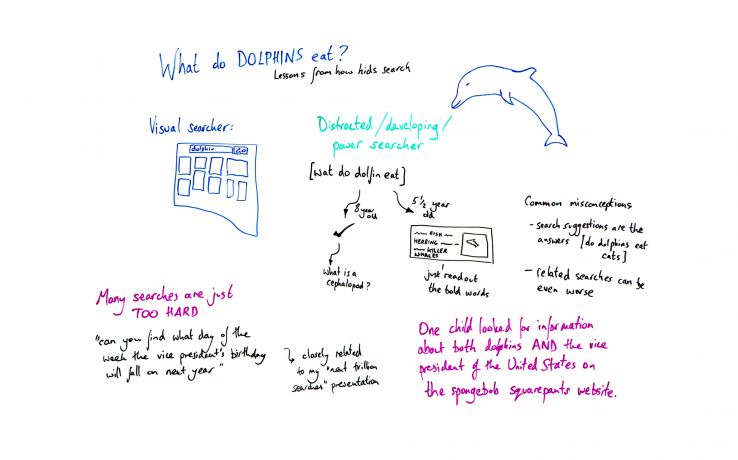 What do DOLPHINS eat?
Lessons from how kids search
Visual searcher:
dolphin GO
Distracted/developing/
power searcher
[wat do dolfin eat]
8 year
old
5 1/2 year
old
what is a
cephalopod?
FISH
HERRING
KILLER
WHALES
just read out
the bold words
Common misconceptions
- search suggestions are the
answers [do dolphins eat
cats]
- related searches can be
even worse
Many searches are just
TOO HARD
"can you find what day of the
week the vice president's birthday
will fall on next year"
↳ closely related
to my "next trillion
searches" presentation
One child looked for information
about both dolphins AND the vice
president of the United States on
the spongebob squarepants website.